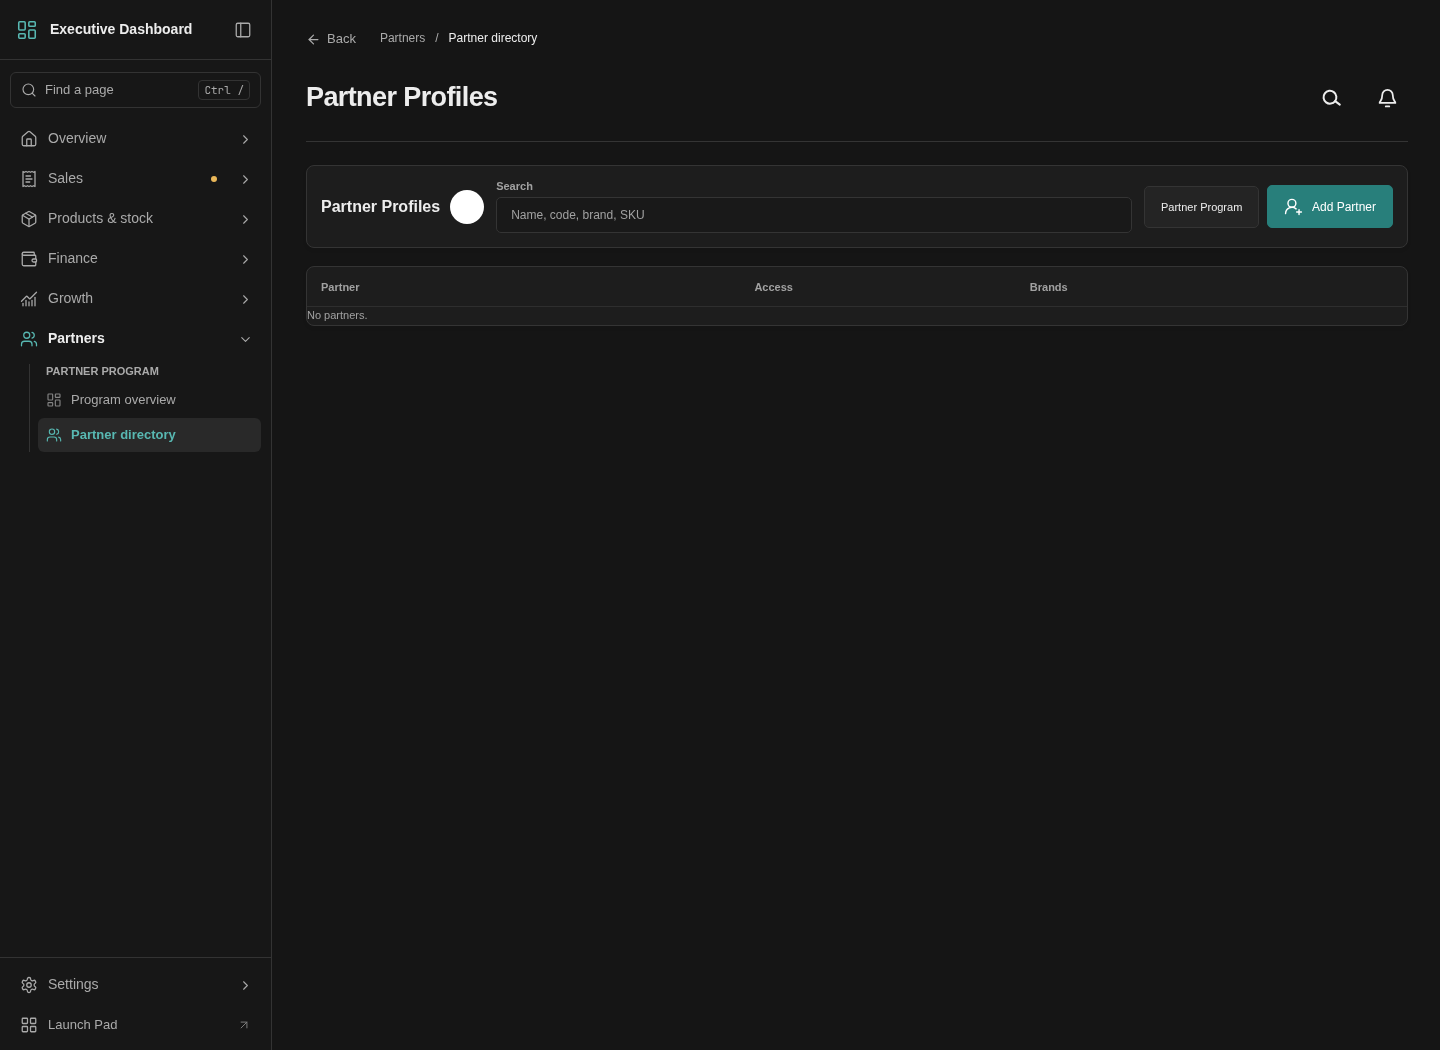 Executive Dashboard
Find a page
Ctrl /
Overview
Sales
Products & stock
Finance
Growth
Partners
PARTNER PROGRAM
Program overview
Partner directory
Settings
Launch Pad
Back
Partners / Partner directory
Partner Profiles
Partner Profiles
Search
Name, code, brand, SKU
Partner Program
Add Partner
Partner Access Brands
No partners.